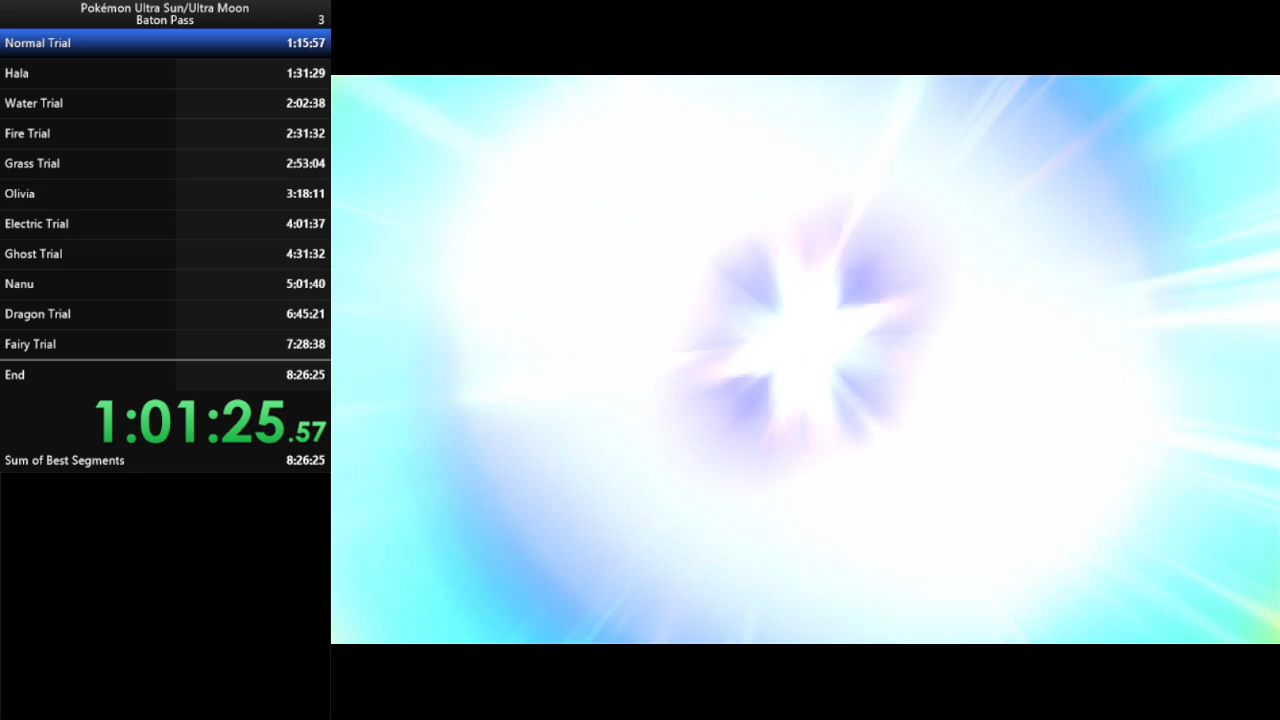 Pokémon Ultra Sun/Ultra Moon
Baton Pass 3
Normal Trial 1:15:57
Hala 1:31:29
Water Trial 2:02:38
Fire Trial 2:31:32
Grass Trial 2:53:04
Olivia 3:18:11
Electric Trial 4:01:37
Ghost Trial 4:31:32
Nanu 5:01:40
Dragon Trial 6:45:21
Fairy Trial 7:28:38
End 8:26:25
1:01:25.57
Sum of Best Segments 8:26:25